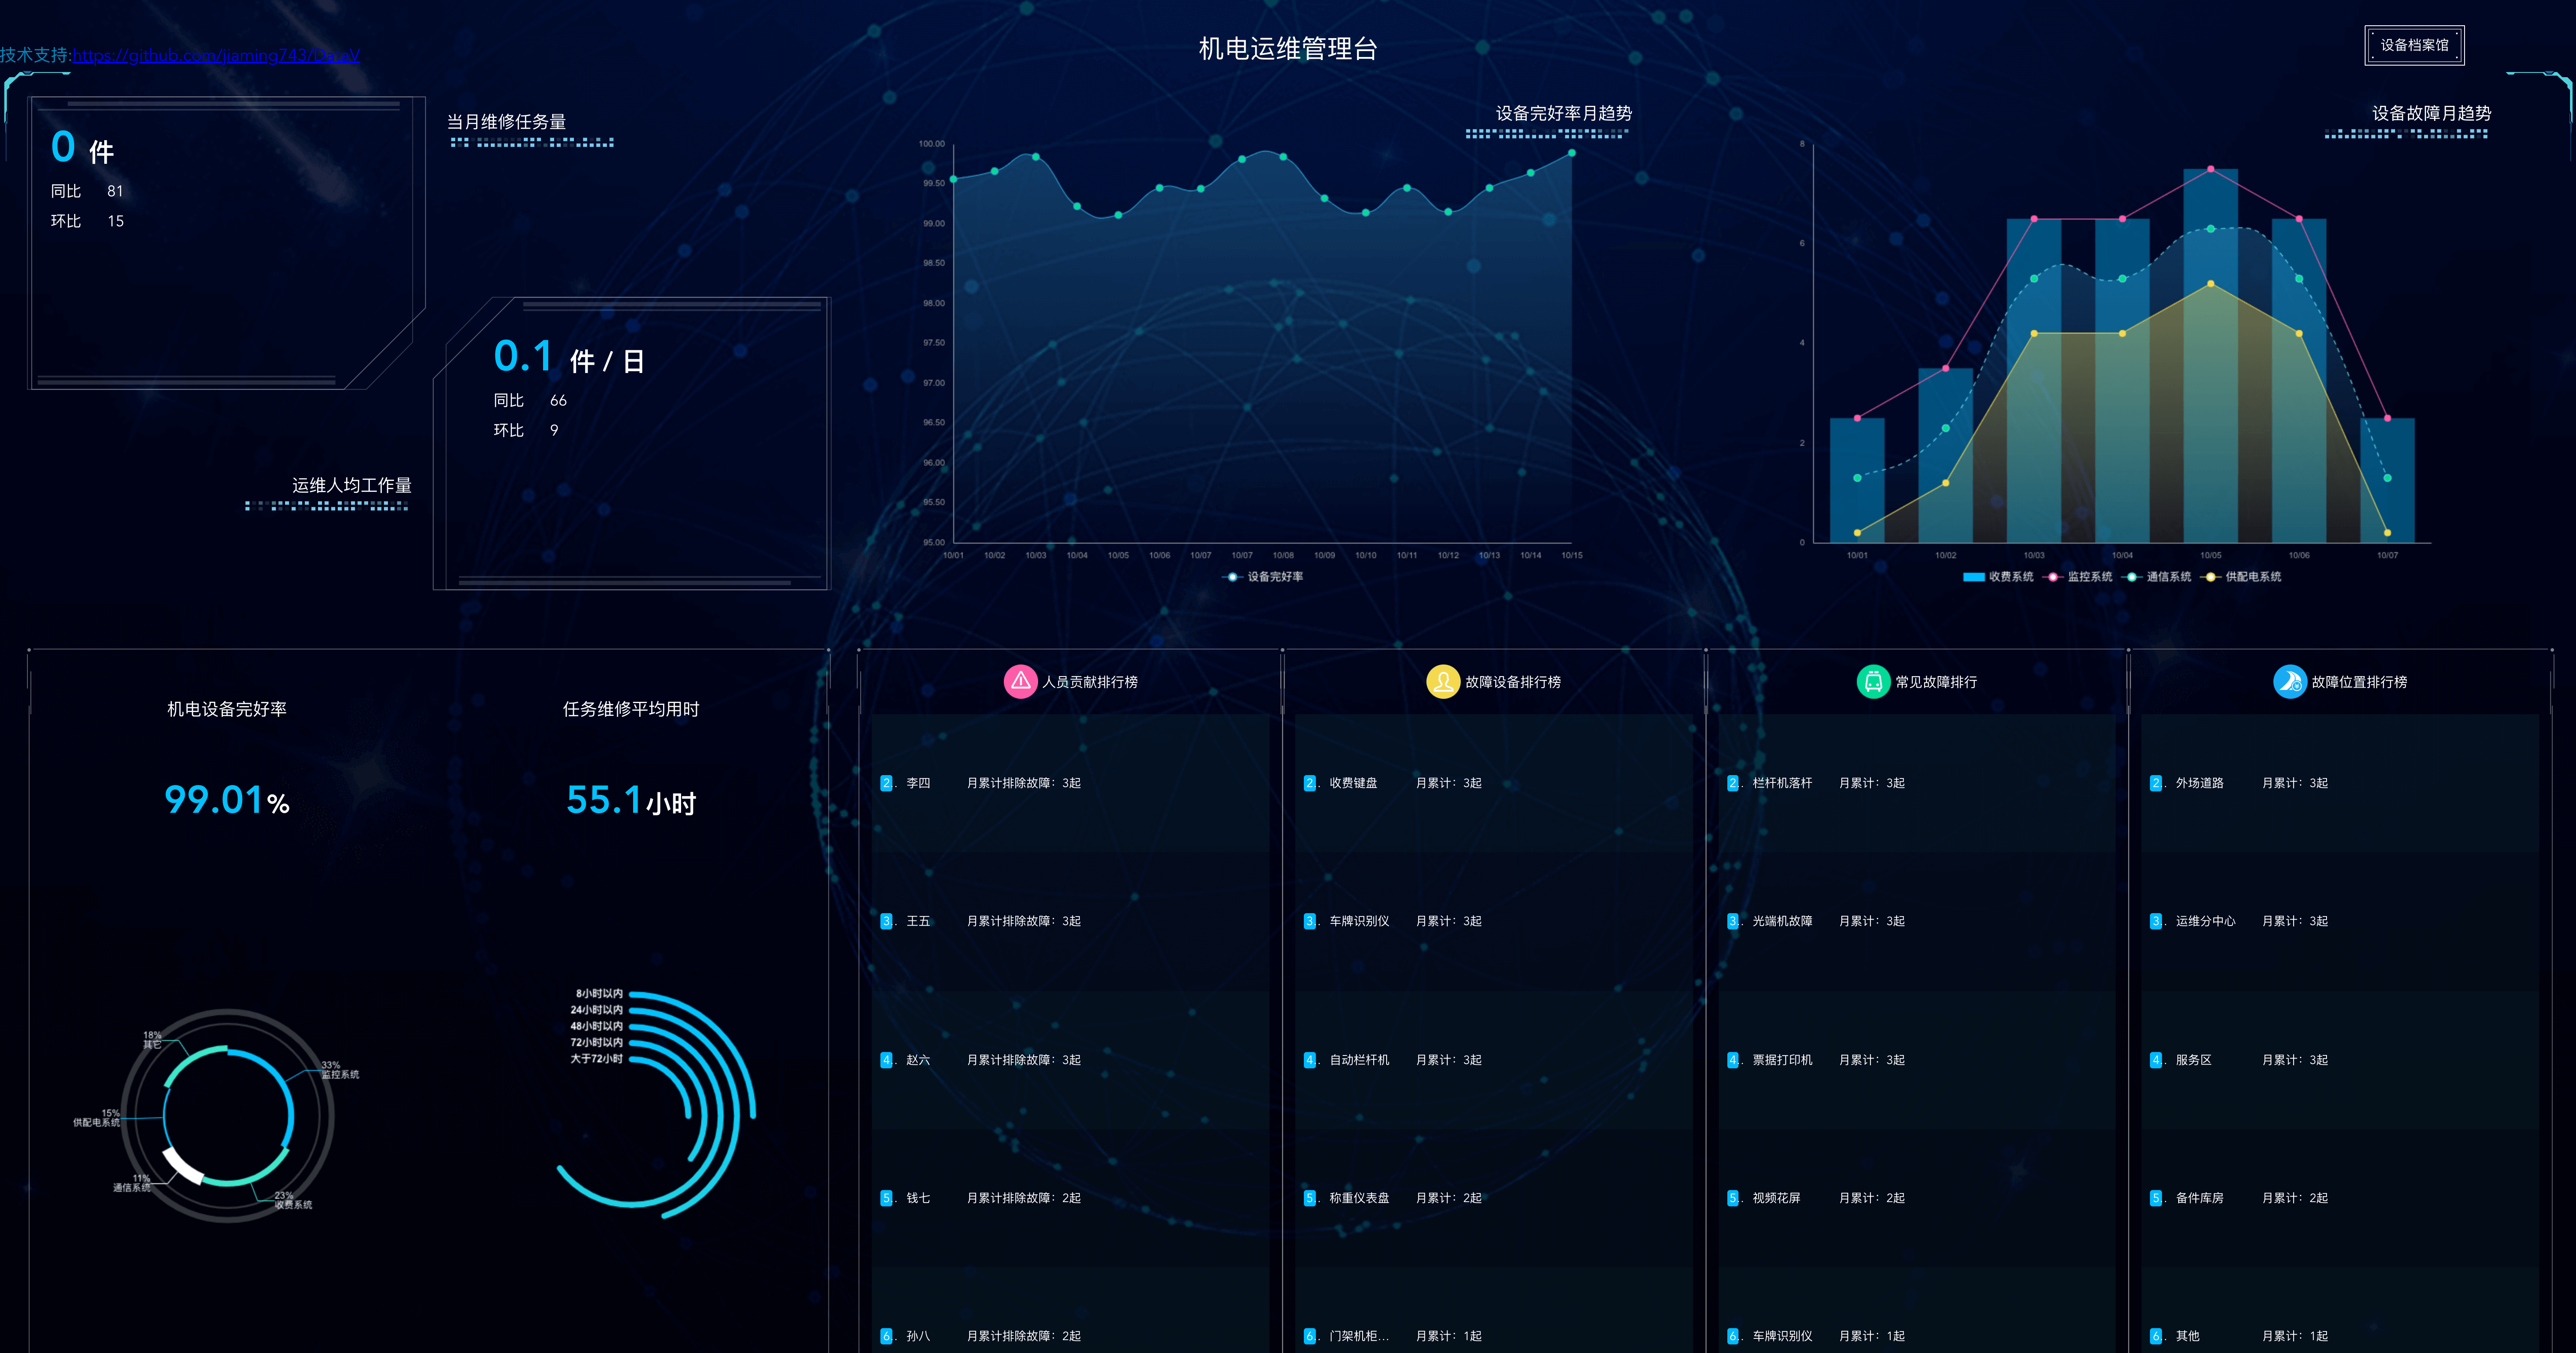 机电运维管理台
设备档案馆
技术支持:https://github.com/jiaming743/DataV
0 件
同比 81
环比 15
当月维修任务量
0.1 件 / 日
同比 66
环比 9
运维人均工作量
设备完好率月趋势
100.00
99.50
99.00
98.50
98.00
97.50
97.00
96.50
96.00
95.50
95.00
10/01 10/02 10/03 10/04 10/05 10/06 10/07 10/07 10/08 10/09 10/10 10/11 10/12 10/13 10/14 10/15
设备完好率
设备故障月趋势
8
6
4
2
0
10/01 10/02 10/03 10/04 10/05 10/06 10/07
收费系统 监控系统 通信系统 供配电系统
机电设备完好率
99.01%
18%
其它
33%
监控系统
15%
供配电系统
11%
通信系统
23%
收费系统
任务维修平均用时
55.1小时
8小时以内
24小时以内
48小时以内
72小时以内
大于72小时
人员贡献排行榜
2.. 李四 月累计排除故障：3起
3.. 王五 月累计排除故障：3起
4.. 赵六 月累计排除故障：3起
5.. 钱七 月累计排除故障：2起
6.. 孙八 月累计排除故障：2起
故障设备排行榜
2.. 收费键盘 月累计：3起
3.. 车牌识别仪 月累计：3起
4.. 自动栏杆机 月累计：3起
5.. 称重仪表盘 月累计：2起
6.. 门架机柜... 月累计：1起
常见故障排行
2.. 栏杆机落杆 月累计：3起
3.. 光端机故障 月累计：3起
4.. 票据打印机 月累计：3起
5.. 视频花屏 月累计：2起
6.. 车牌识别仪 月累计：1起
故障位置排行榜
2.. 外场道路 月累计：3起
3.. 运维分中心 月累计：3起
4.. 服务区 月累计：3起
5.. 备件库房 月累计：2起
6.. 其他 月累计：1起